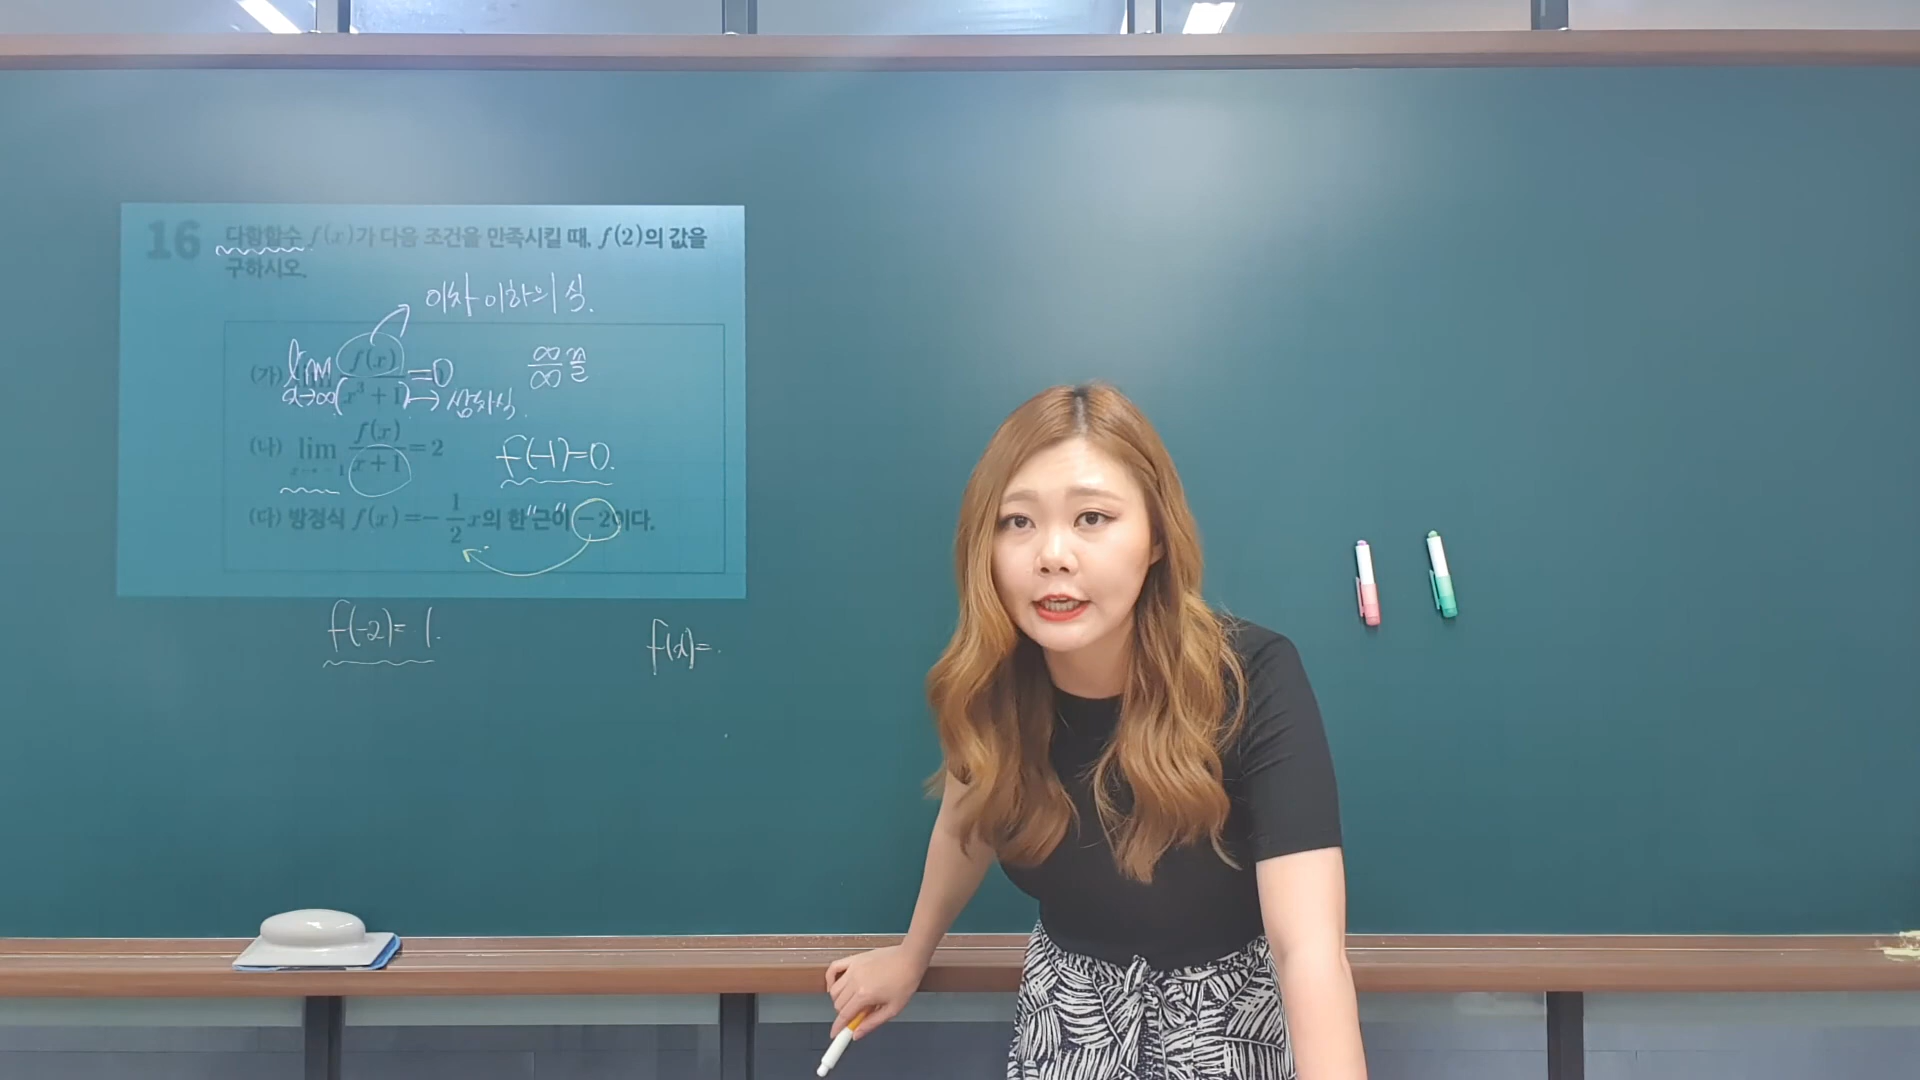 16 다항함수 f(x)가 다음 조건을 만족시킬 때, f(2)의 값을
구하시오.
이차 이하의 식.
(가) lim x→∞ f(x)/(x³+1) =0 ∞/∞ 꼴
→삼차식.
(나) lim x→-1 f(x)/(x+1) =2 f(-1)=0.
(다) 방정식 f(x)=-1/2 x의 한 "근"이 -2이다.
f(-2)= 1. f(x)=